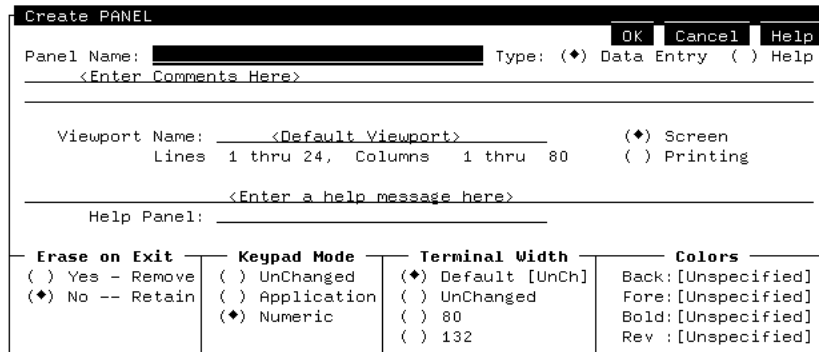 Create PANEL
OK Cancel Help
Panel Name: Type: (◆) Data Entry ( ) Help
<Enter Comments Here>
Viewport Name: <Default Viewport> (◆) Screen
Lines 1 thru 24, Columns 1 thru 80 ( ) Printing
<Enter a help message here>
Help Panel:
Erase on Exit Keypad Mode Terminal Width Colors
( ) Yes - Remove ( ) UnChanged (◆) Default [UnCh] Back:[Unspecified]
(◆) No -- Retain ( ) Application ( ) UnChanged Fore:[Unspecified]
(◆) Numeric ( ) 80 Bold:[Unspecified]
( ) 132 Rev :[Unspecified]